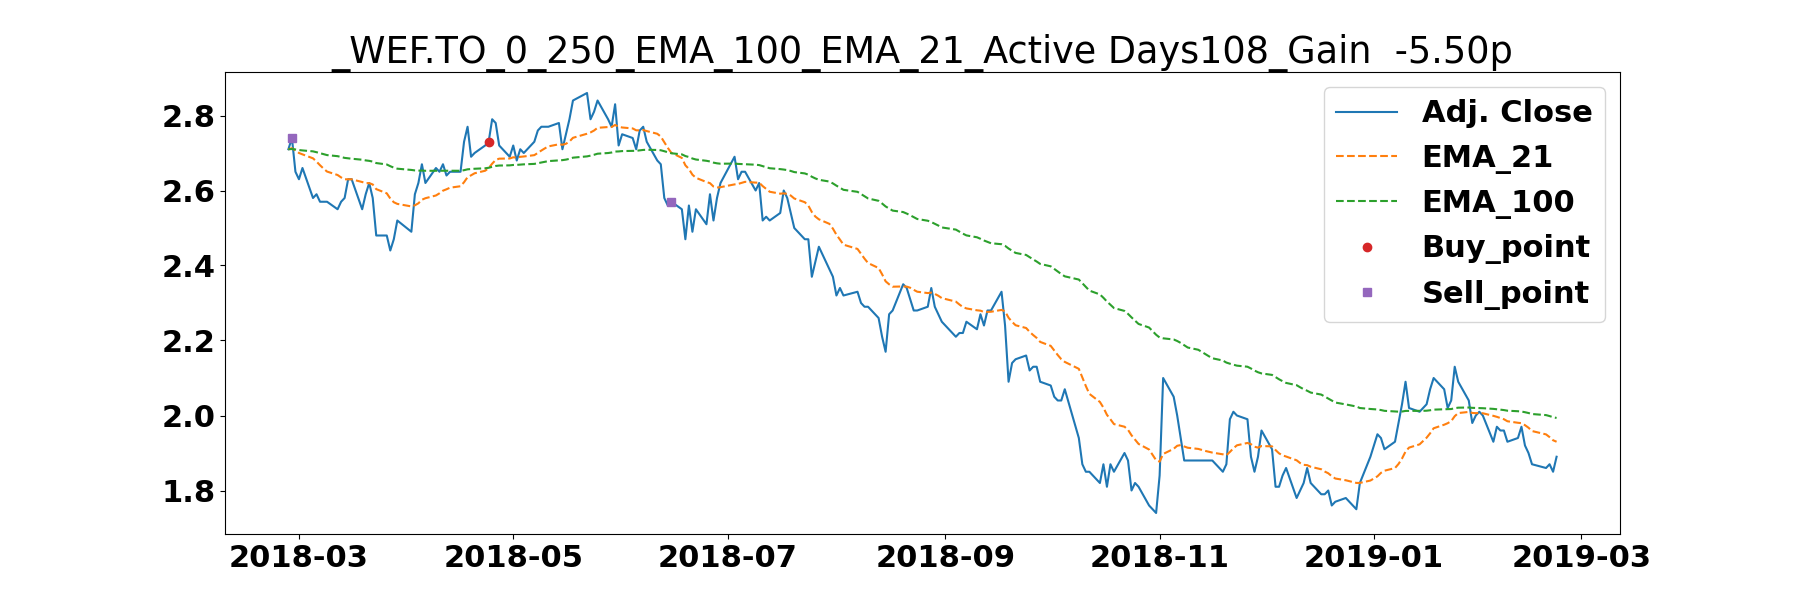 _WEF.TO_0_250_EMA_100_EMA_21_Active Days108_Gain  -5.50p
2.8
2.6
2.4
2.2
2.0
1.8
Adj. Close
EMA_21
EMA_100
Buy_point
Sell_point
2018-03 2018-05 2018-07 2018-09 2018-11 2019-01 2019-03